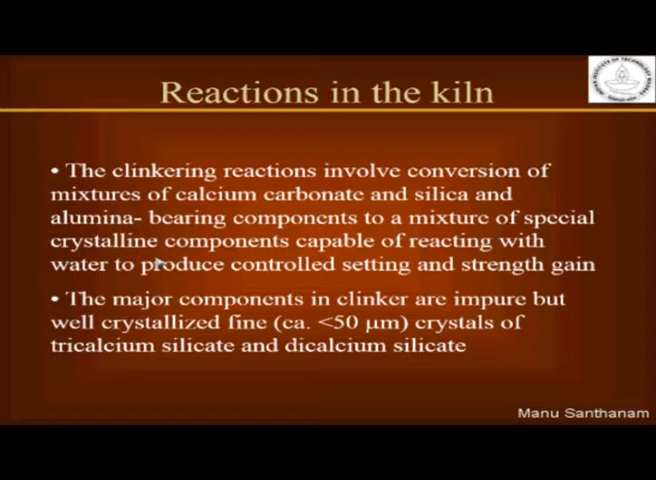 Reactions in the kiln
• The clinkering reactions involve conversion of
mixtures of calcium carbonate and silica and
alumina- bearing components to a mixture of special
crystalline components capable of reacting with
water to produce controlled setting and strength gain
• The major components in clinker are impure but
well crystallized fine (ca. <50 μm) crystals of
tricalcium silicate and dicalcium silicate
Manu Santhanam